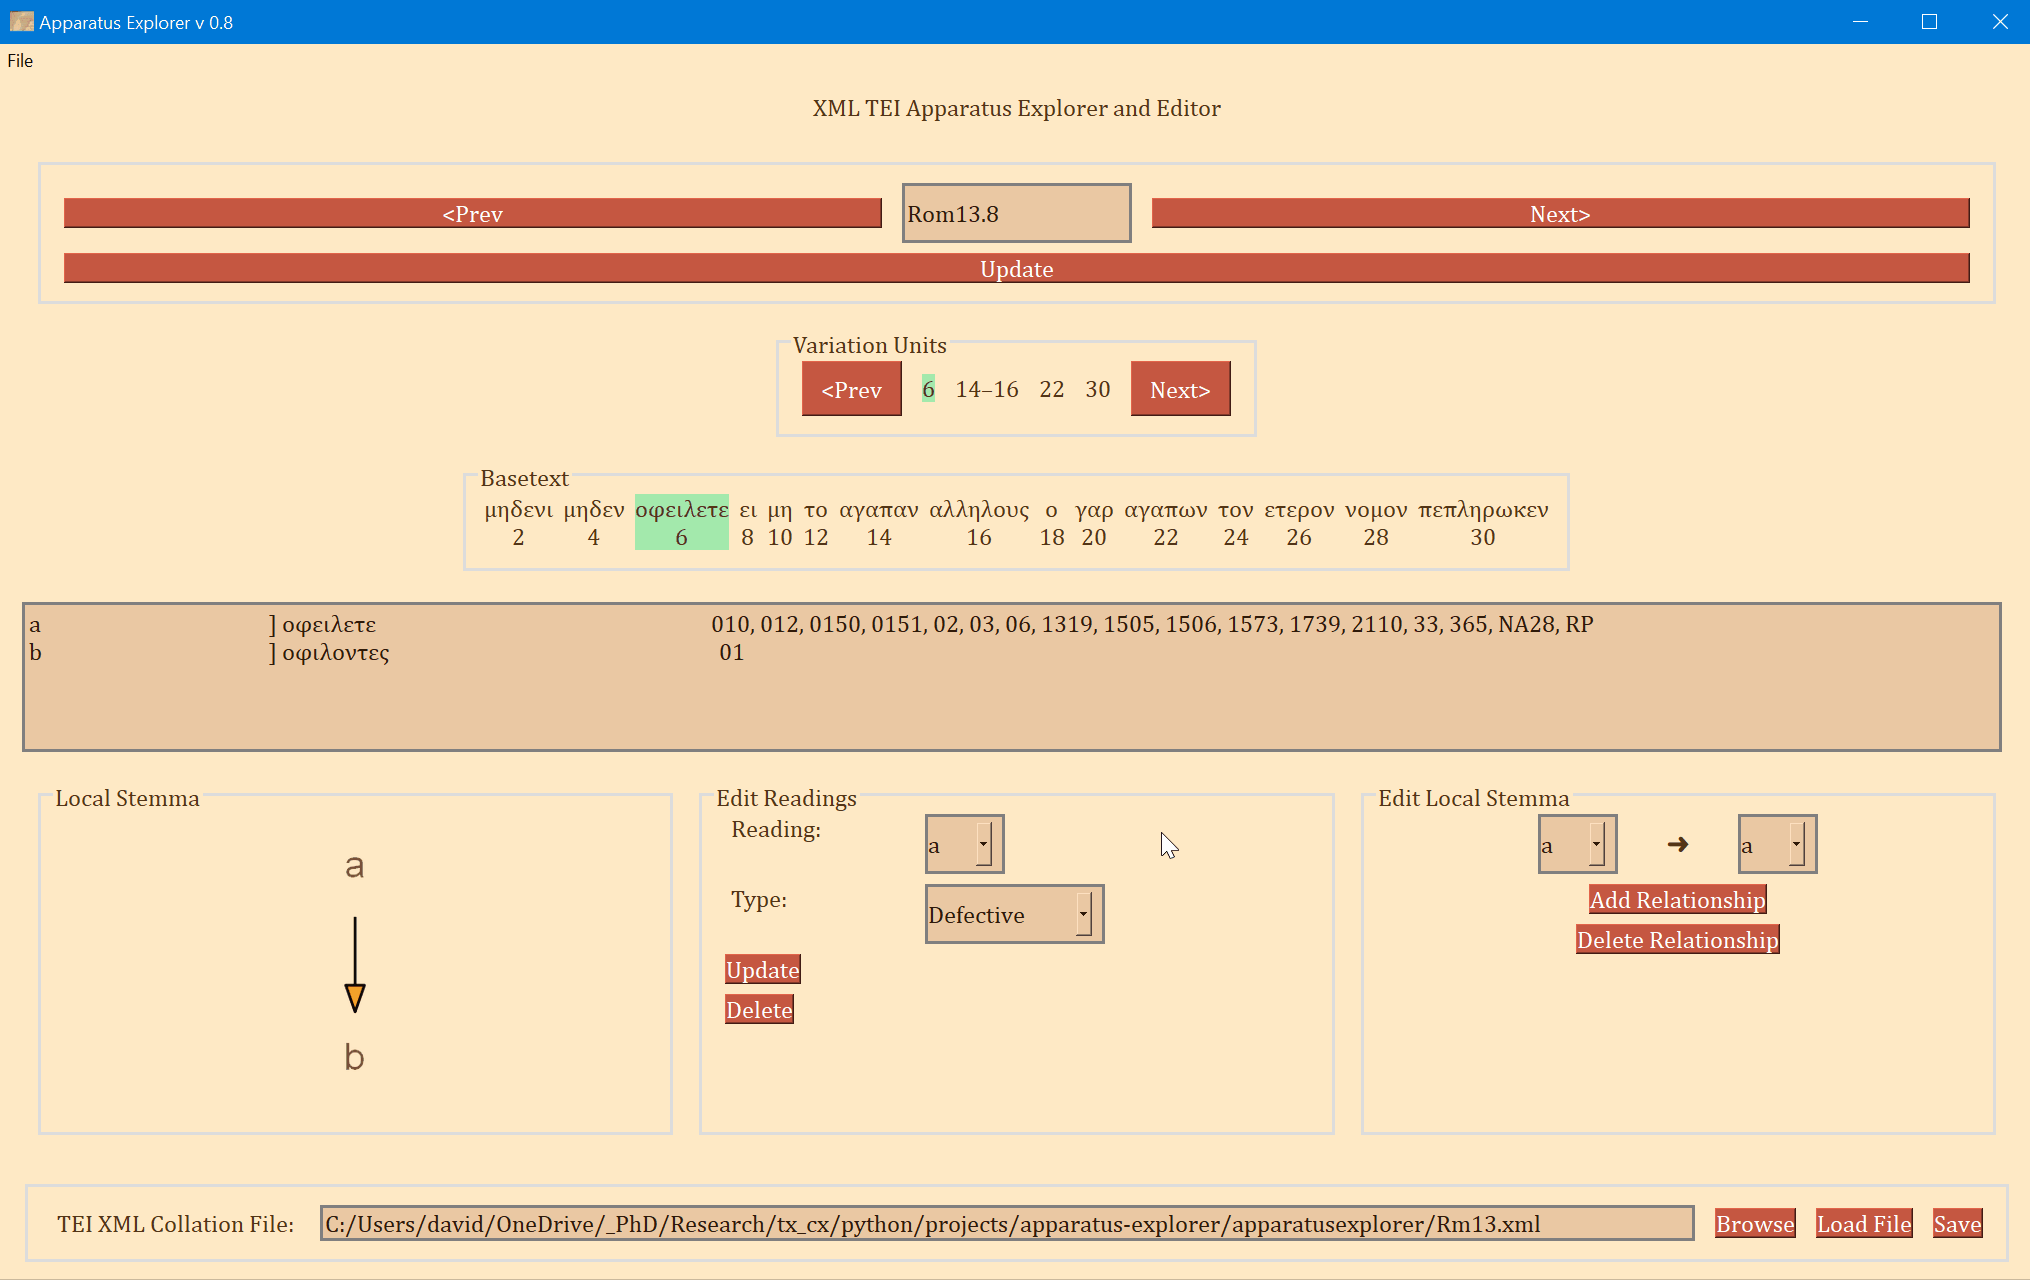 Apparatus Explorer v 0.8
File
XML TEI Apparatus Explorer and Editor
<Prev Rom13.8 Next>
Update
Variation Units
<Prev 6 14–16 22 30 Next>
Basetext
μηδενι μηδεν οφειλετε ει μη το αγαπαν αλληλους ο γαρ αγαπων τον ετερον νομον πεπληρωκεν
2 4 6 8 10 12 14 16 18 20 22 24 26 28 30
a ] οφειλετε 010, 012, 0150, 0151, 02, 03, 06, 1319, 1505, 1506, 1573, 1739, 2110, 33, 365, NA28, RP
b ] οφιλοντες 01
Local Stemma
a
b
Edit Readings
Reading: a
Type: Defective
Update
Delete
Edit Local Stemma
a ➜ a
Add Relationship
Delete Relationship
TEI XML Collation File: C:/Users/david/OneDrive/_PhD/Research/tx_cx/python/projects/apparatus-explorer/apparatusexplorer/Rm13.xml Browse Load File Save